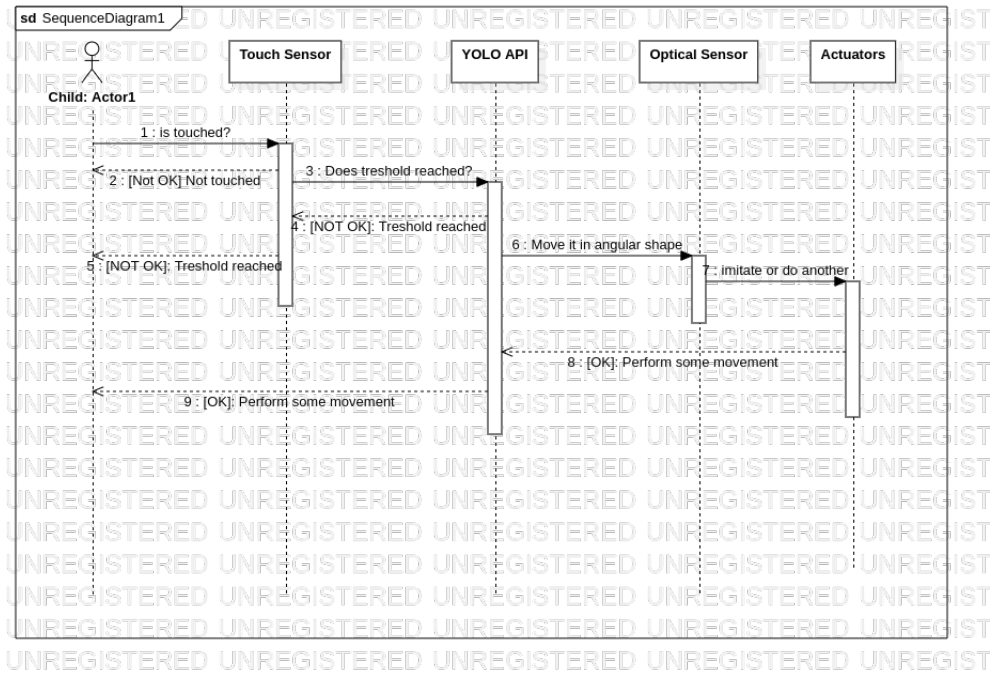 sd SequenceDiagram1
Touch Sensor
YOLO API
Optical Sensor
Actuators
Child: Actor1
1 : is touched?
2 : [Not OK] Not touched
3 : Does treshold reached?
4 : [NOT OK]: Treshold reached
5 : [NOT OK]: Treshold reached
6 : Move it in angular shape
7 : imitate or do another
8 : [OK]: Perform some movement
9 : [OK]: Perform some movement
UNREGISTERED UNREGISTERED UNREGISTERED UNREGISTERED UNREGIST